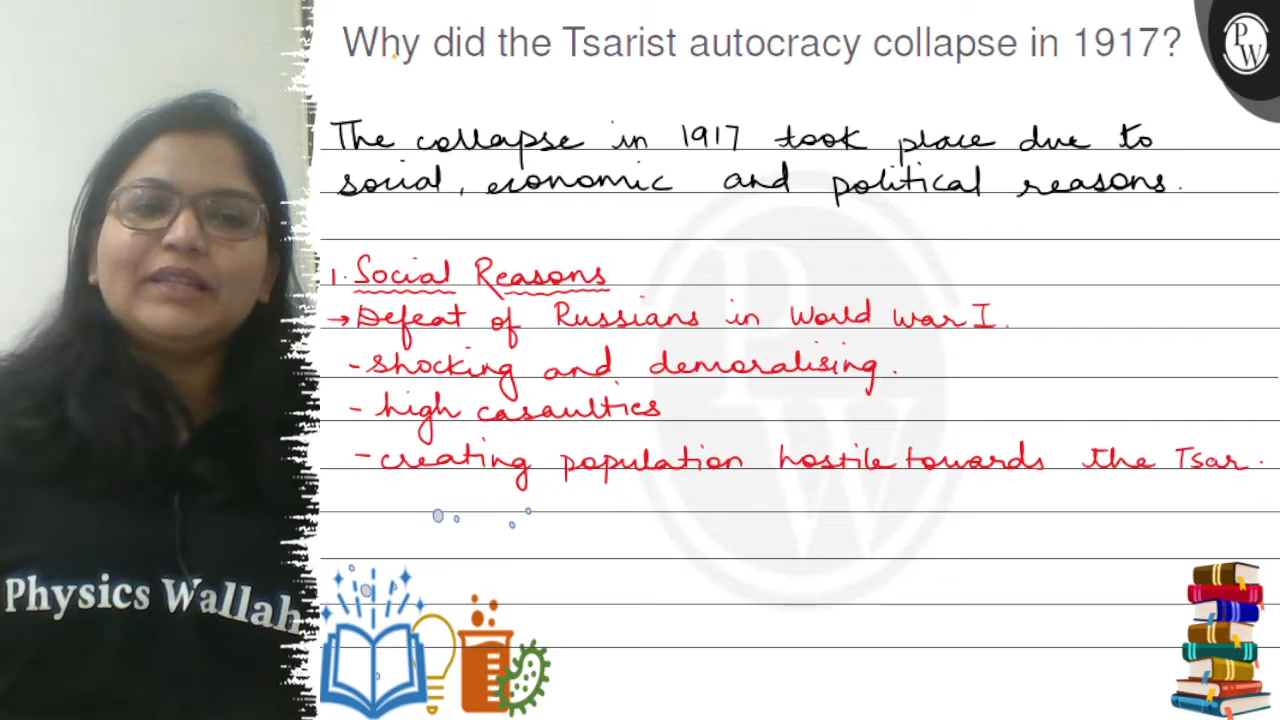 Why did the Tsarist autocracy collapse in 1917?
PW
The collapse in 1917 took place due to
social, economic and political reasons.
1. Social Reasons
→ Defeat of Russians in World War I.
- shocking and demoralising.
- high casaulties
- creating population hostile towards the Tsar.
Physics Wallah